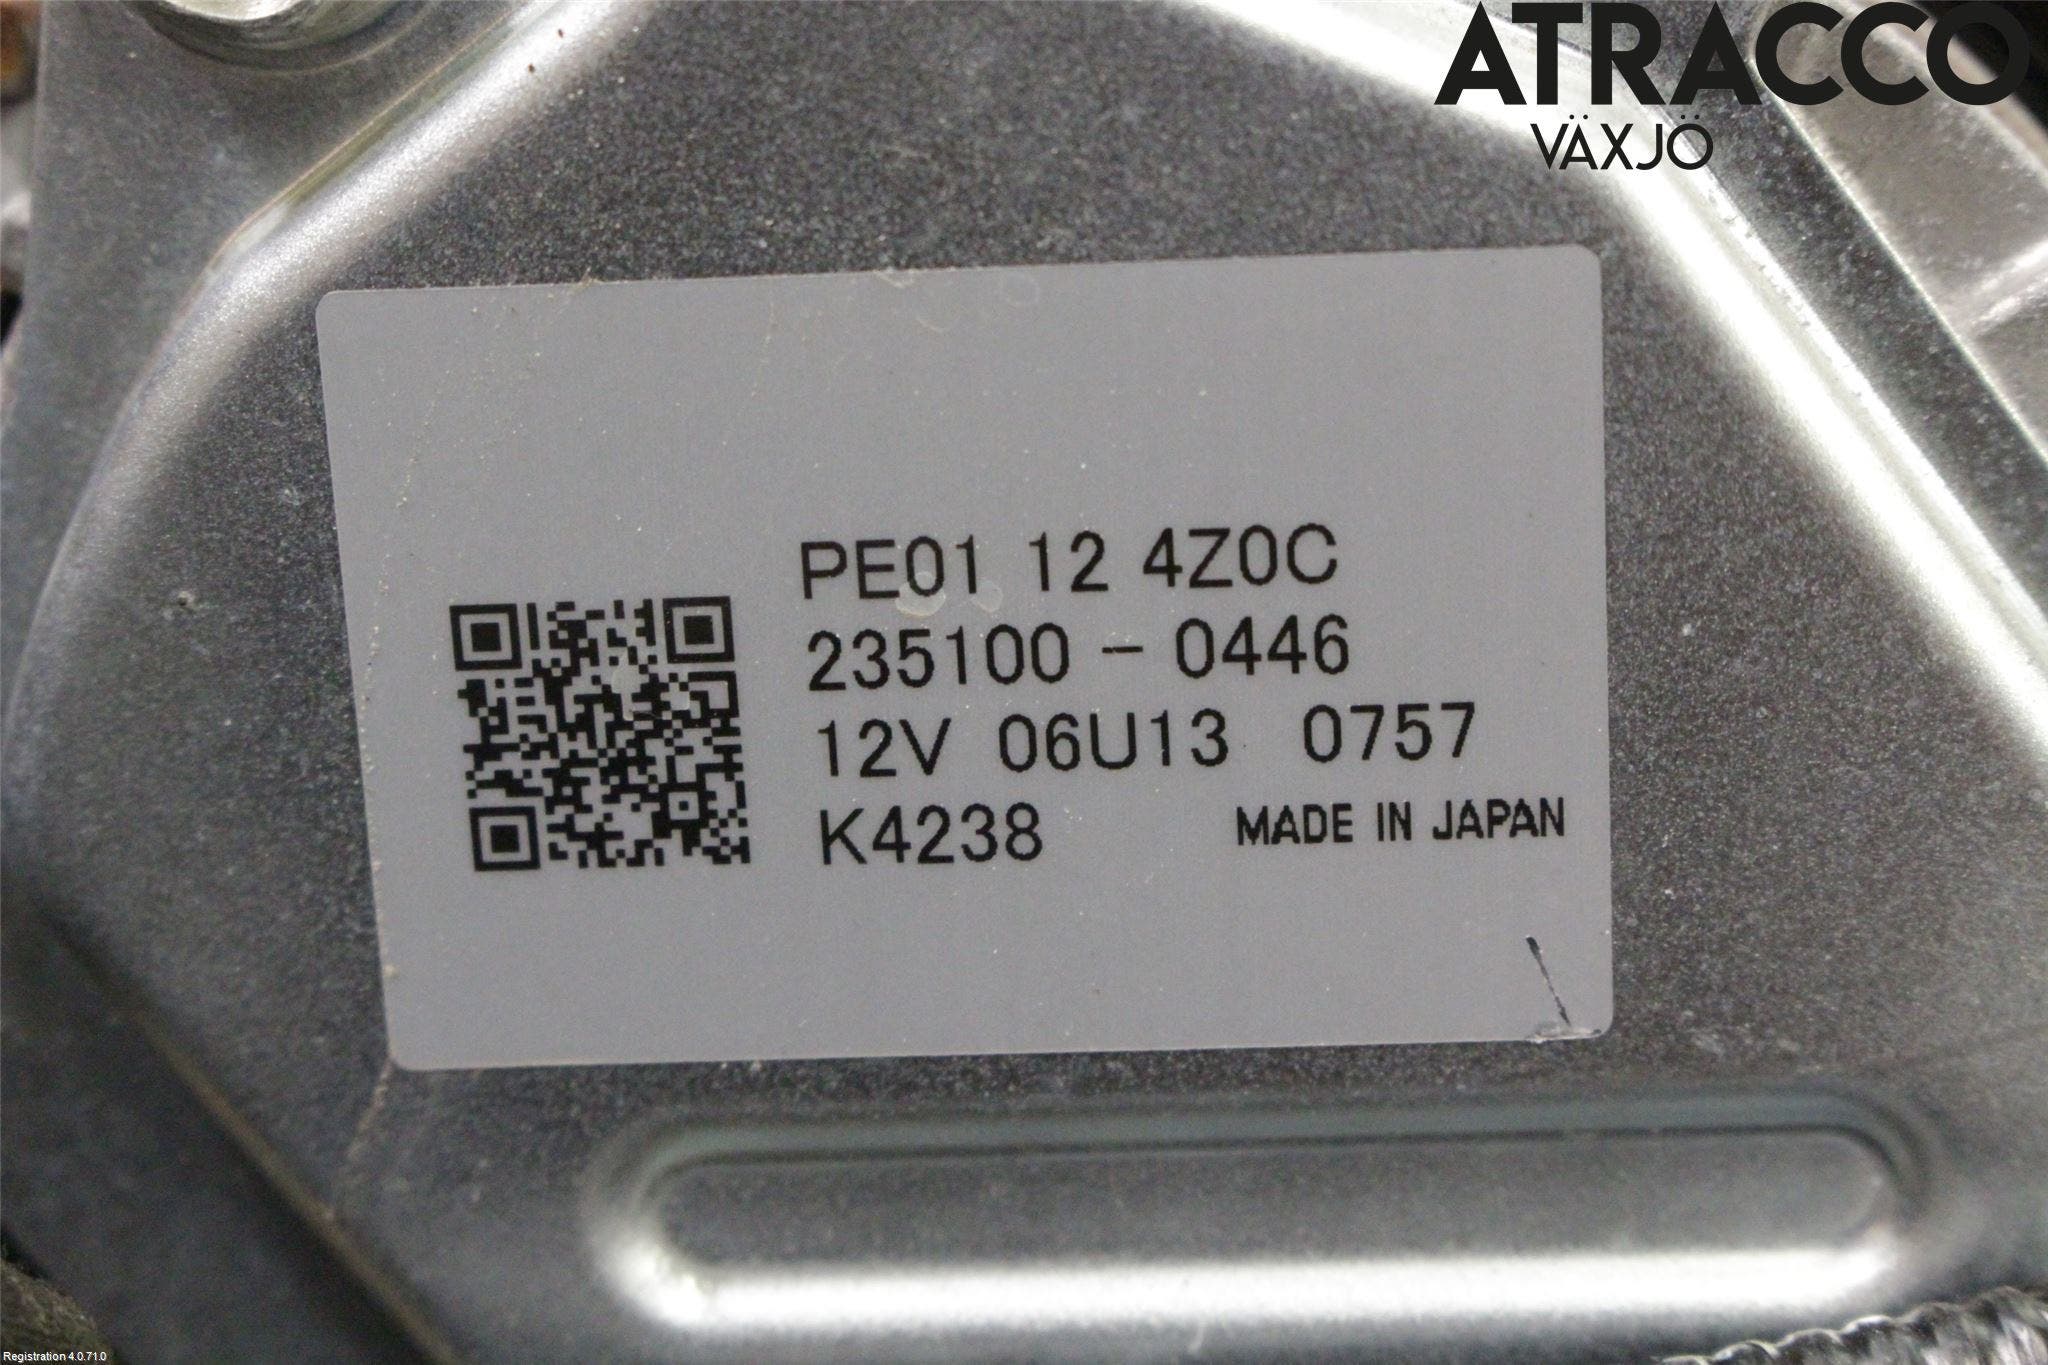 ATRACCO
VÄXJÖ
PE01 12 4Z0C
235100 - 0446
12V 06U13 0757
K4238 MADE IN JAPAN
Registration 4.0.71.0